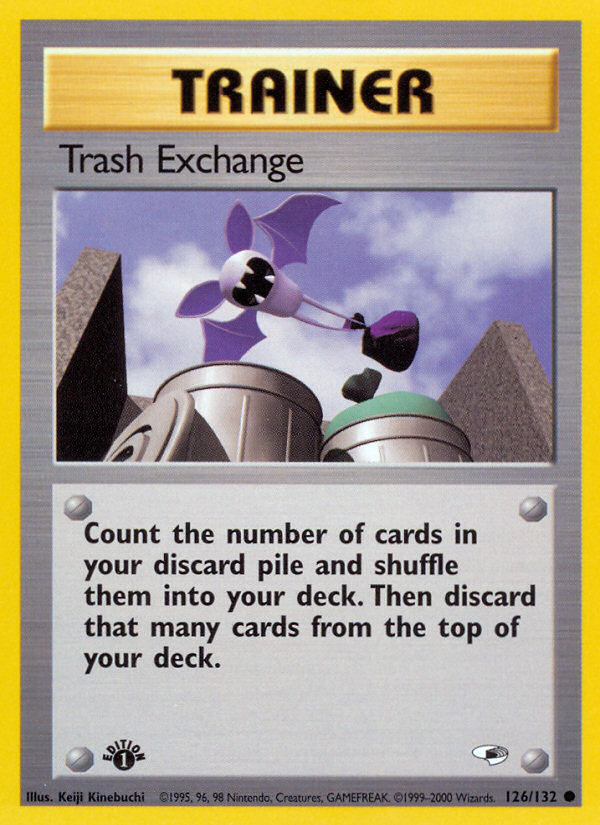 TRAINER
Trash Exchange
Count the number of cards in
your discard pile and shuffle
them into your deck. Then discard
that many cards from the top of
your deck.
EDITION
1
Illus. Keiji Kinebuchi ©1995, 96, 98 Nintendo, Creatures, GAMEFREAK. ©1999-2000 Wizards. 126/132 ●